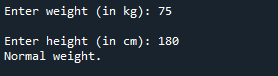 Enter weight (in kg): 75
Enter height (in cm): 180
Normal weight.